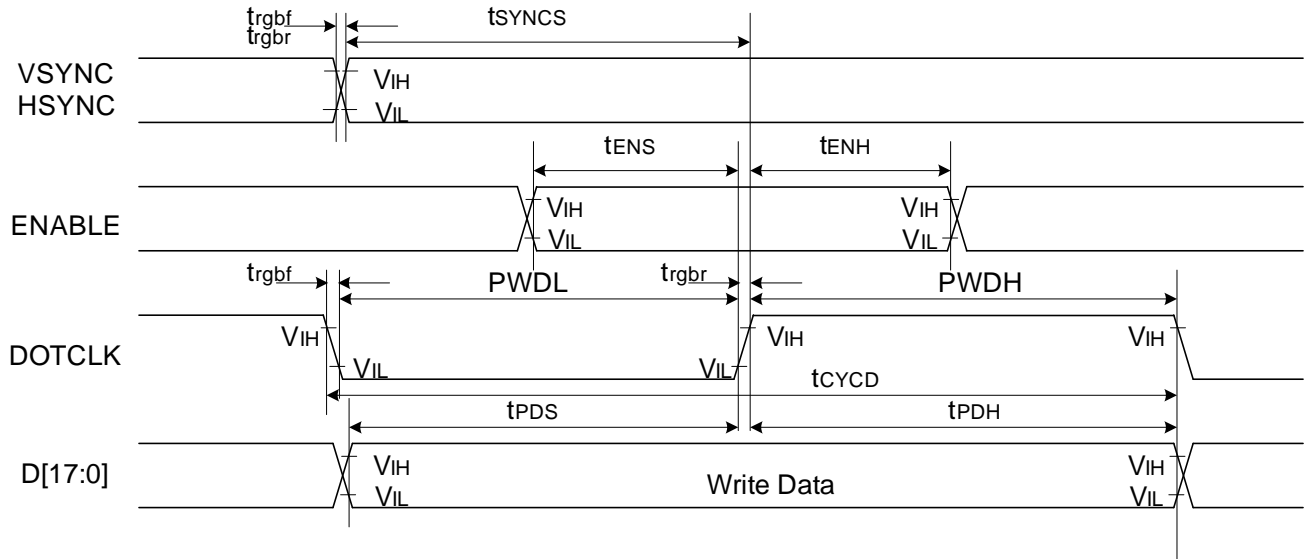 trgbf
trgbr
tSYNCS
VSYNC
HSYNC
VIH
VIL
tENS
tENH
ENABLE
VIH
VIL
VIH
VIL
trgbf
PWDL
trgbr
PWDH
DOTCLK
VIH
VIL
VIL
VIH
VIH
tCYCD
tPDS
tPDH
D[17:0]
VIH
VIL
Write Data
VIH
VIL